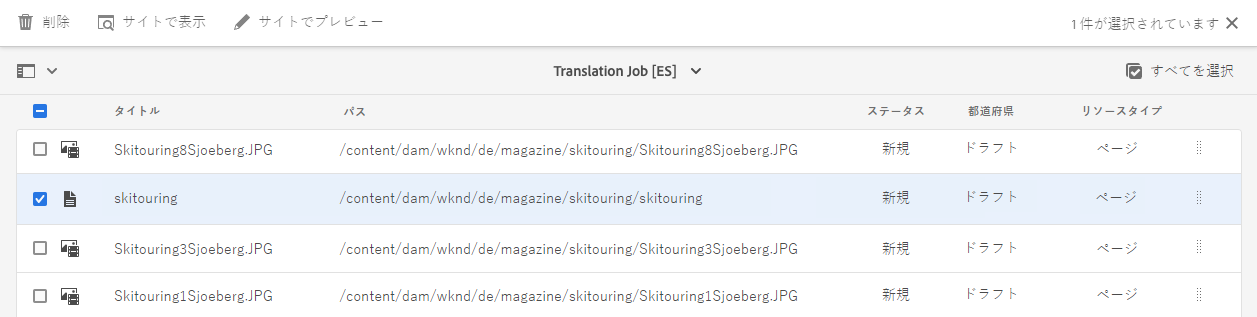 削除 サイトで表示 サイトでプレビュー 1件が選択されています
Translation Job [ES] すべてを選択
タイトル パス ステータス 都道府県 リソースタイプ
Skitouring8Sjoeberg.JPG /content/dam/wknd/de/magazine/skitouring/Skitouring8Sjoeberg.JPG 新規 ドラフト ページ
skitouring /content/dam/wknd/de/magazine/skitouring/skitouring 新規 ドラフト ページ
Skitouring3Sjoeberg.JPG /content/dam/wknd/de/magazine/skitouring/Skitouring3Sjoeberg.JPG 新規 ドラフト ページ
Skitouring1Sjoeberg.JPG /content/dam/wknd/de/magazine/skitouring/Skitouring1Sjoeberg.JPG 新規 ドラフト ページ